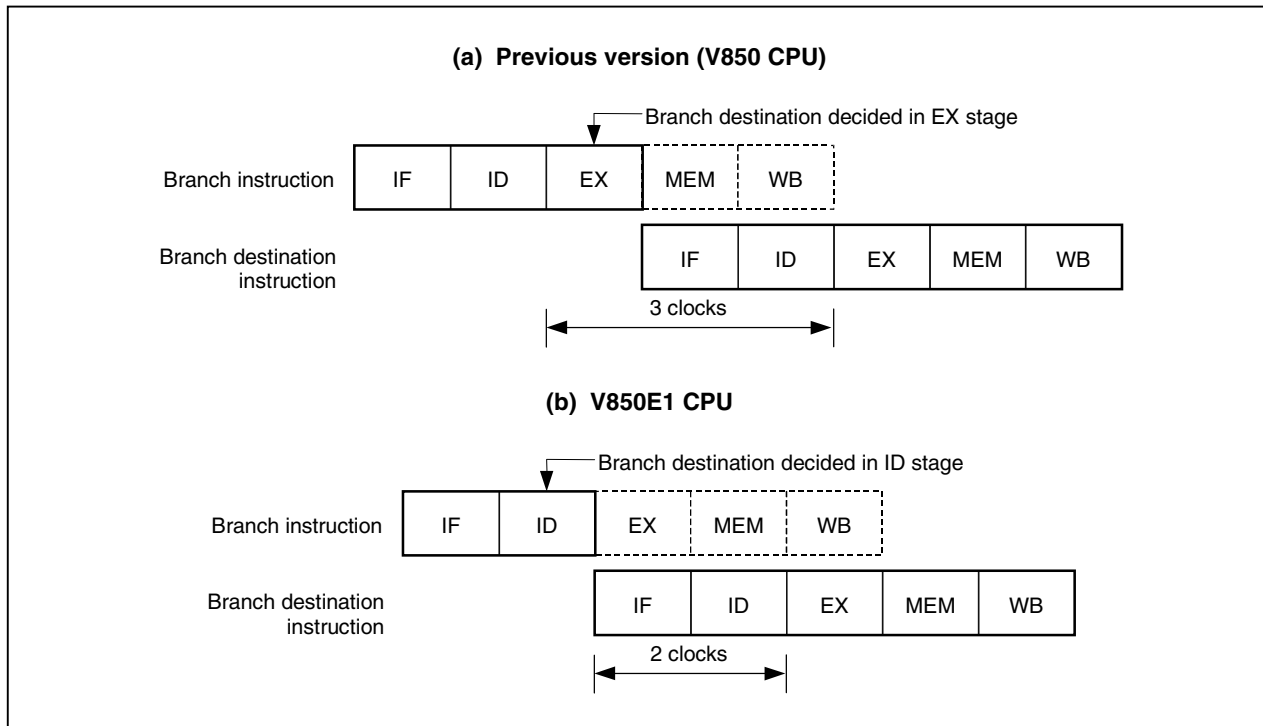 (a) Previous version (V850 CPU)
Branch destination decided in EX stage
Branch instruction
IF ID EX MEM WB
Branch destination
instruction
IF ID EX MEM WB
3 clocks
(b) V850E1 CPU
Branch destination decided in ID stage
Branch instruction
IF ID EX MEM WB
Branch destination
instruction
IF ID EX MEM WB
2 clocks